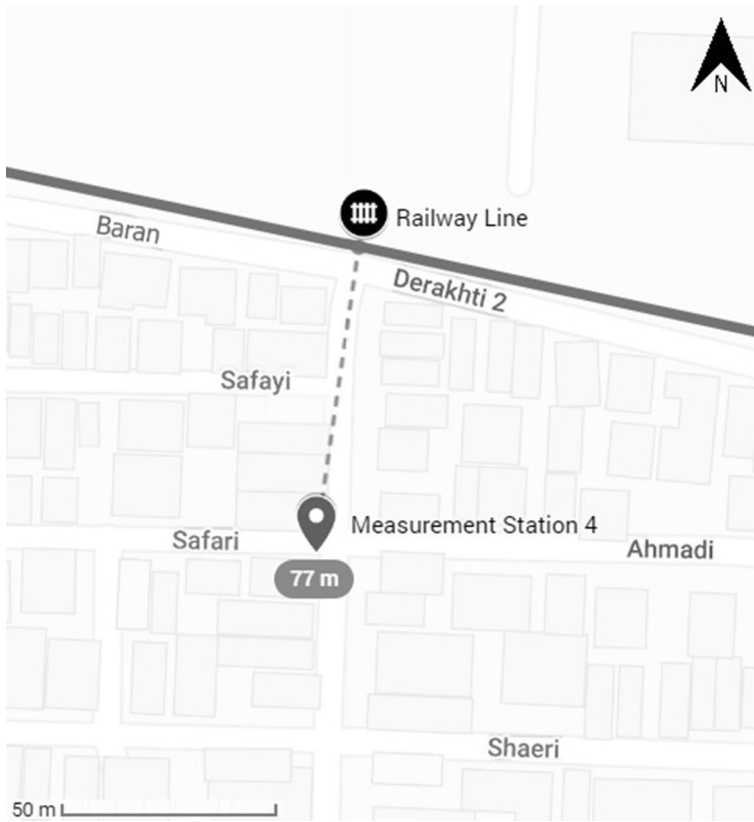 N
Railway Line
Baran
Derakhti 2
Safayi
Measurement Station 4
Safari
Ahmadi
77 m
Shaeri
50 m